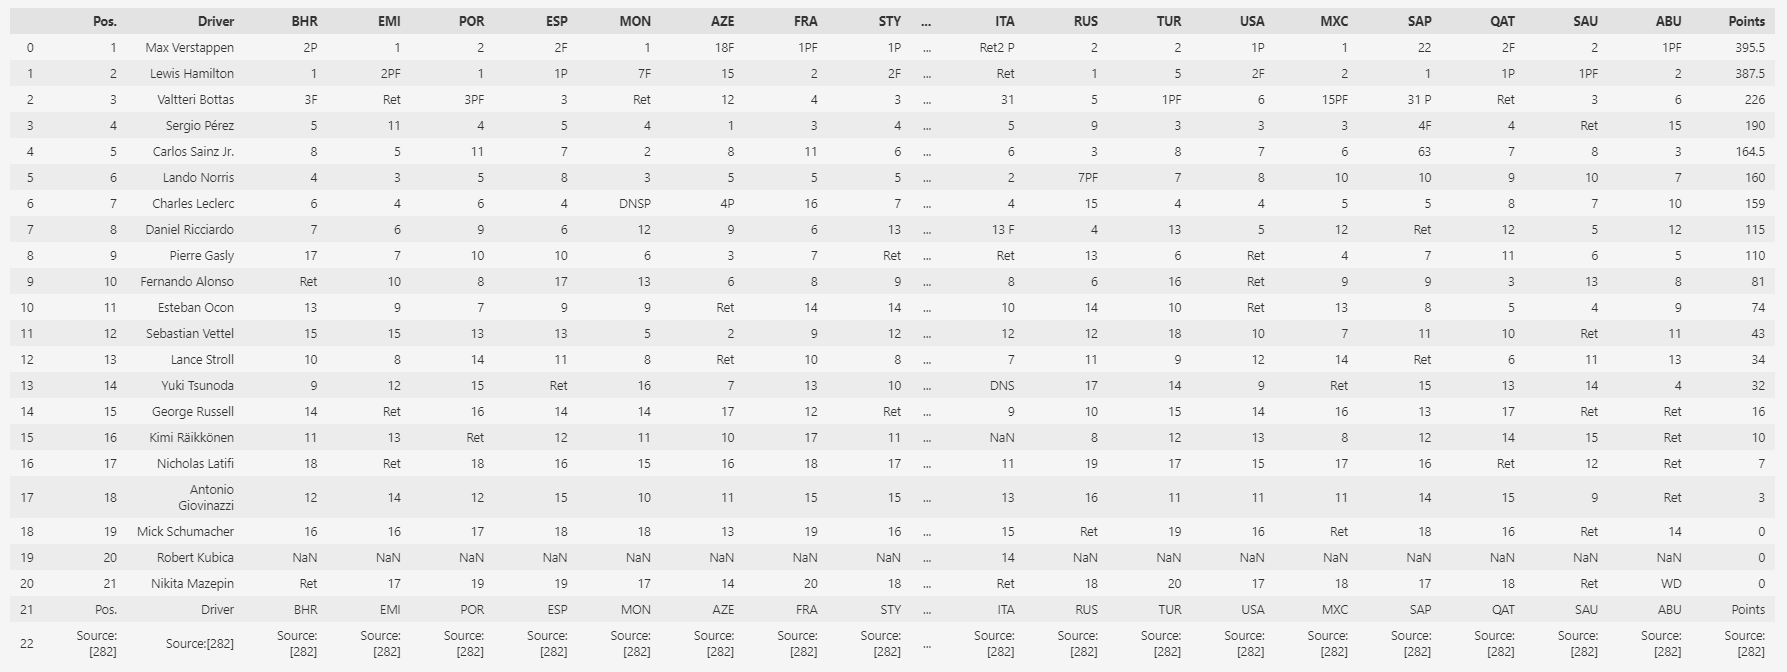 Pos. Driver BHR EMI POR ESP MON AZE FRA STY ... ITA RUS TUR USA MXC SAP QAT SAU ABU Points
0 1 Max Verstappen 2P 1 2 2F 1 18F 1PF 1P ... Ret2 P 2 2 1P 1 22 2F 2 1PF 395.5
1 2 Lewis Hamilton 1 2PF 1 1P 7F 15 2 2F ... Ret 1 5 2F 2 1 1P 1PF 2 387.5
2 3 Valtteri Bottas 3F Ret 3PF 3 Ret 12 4 3 ... 31 5 1PF 6 15PF 31 P Ret 3 6 226
3 4 Sergio Pérez 5 11 4 5 4 1 3 4 ... 5 9 3 3 3 4F 4 Ret 15 190
4 5 Carlos Sainz Jr. 8 5 11 7 2 8 11 6 ... 6 3 8 7 6 63 7 8 3 164.5
5 6 Lando Norris 4 3 5 8 3 5 5 5 ... 2 7PF 7 8 10 10 9 10 7 160
6 7 Charles Leclerc 6 4 6 4 DNSP 4P 16 7 ... 4 15 4 4 5 5 8 7 10 159
7 8 Daniel Ricciardo 7 6 9 6 12 9 6 13 ... 13 F 4 13 5 12 Ret 12 5 12 115
8 9 Pierre Gasly 17 7 10 10 6 3 7 Ret ... Ret 13 6 Ret 4 7 11 6 5 110
9 10 Fernando Alonso Ret 10 8 17 13 6 8 9 ... 8 6 16 Ret 9 9 3 13 8 81
10 11 Esteban Ocon 13 9 7 9 9 Ret 14 14 ... 10 14 10 Ret 13 8 5 4 9 74
11 12 Sebastian Vettel 15 15 13 13 5 2 9 12 ... 12 12 18 10 7 11 10 Ret 11 43
12 13 Lance Stroll 10 8 14 11 8 Ret 10 8 ... 7 11 9 12 14 Ret 6 11 13 34
13 14 Yuki Tsunoda 9 12 15 Ret 16 7 13 10 ... DNS 17 14 9 Ret 15 13 14 4 32
14 15 George Russell 14 Ret 16 14 14 17 12 Ret ... 9 10 15 14 16 13 17 Ret Ret 16
15 16 Kimi Räikkönen 11 13 Ret 12 11 10 17 11 ... NaN 8 12 13 8 12 14 15 Ret 10
16 17 Nicholas Latifi 18 Ret 18 16 15 16 18 17 ... 11 19 17 15 17 16 Ret 12 Ret 7
17 18 Antonio
Giovinazzi 12 14 12 15 10 11 15 15 ... 13 16 11 11 11 14 15 9 Ret 3
18 19 Mick Schumacher 16 16 17 18 18 13 19 16 ... 15 Ret 19 16 Ret 18 16 Ret 14 0
19 20 Robert Kubica NaN NaN NaN NaN NaN NaN NaN NaN ... 14 NaN NaN NaN NaN NaN NaN NaN NaN 0
20 21 Nikita Mazepin Ret 17 19 19 17 14 20 18 ... Ret 18 20 17 18 17 18 Ret WD 0
21 Pos. Driver BHR EMI POR ESP MON AZE FRA STY ... ITA RUS TUR USA MXC SAP QAT SAU ABU Points
22 Source: Source:[282] Source: Source: Source: Source: Source: Source: Source: Source: ... Source: Source: Source: Source: Source: Source: Source: Source: Source: Source:
[282] [282] [282] [282] [282] [282] [282] [282] [282] [282] [282] [282] [282] [282] [282] [282] [282] [282] [282]